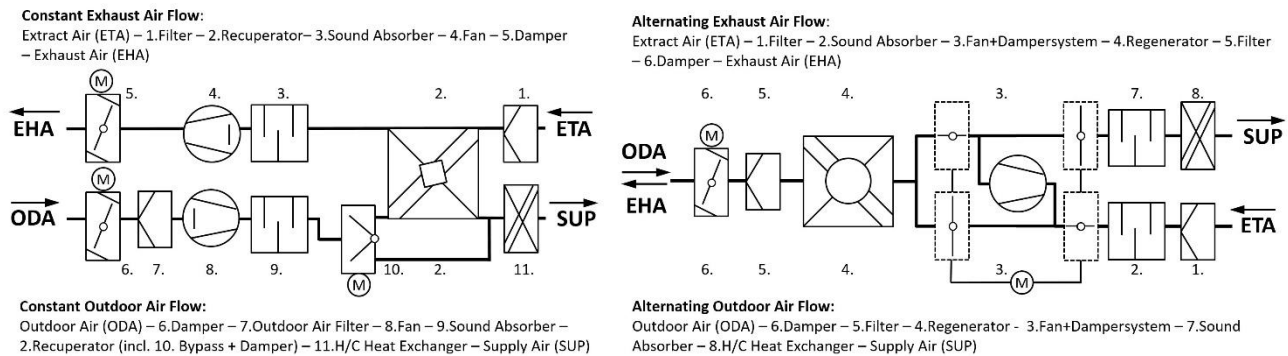 Constant Exhaust Air Flow:
Extract Air (ETA) – 1.Filter – 2.Recuperator– 3.Sound Absorber – 4.Fan – 5.Damper
– Exhaust Air (EHA)
M
5.
4.
3.
2.
1.
EHA
ETA
M
ODA
SUP
6.
7.
8.
9.
10.
2.
11.
M
Constant Outdoor Air Flow:
Outdoor Air (ODA) – 6.Damper – 7.Outdoor Air Filter – 8.Fan – 9.Sound Absorber –
2.Recuperator (incl. 10. Bypass + Damper) – 11.H/C Heat Exchanger – Supply Air (SUP)
Alternating Exhaust Air Flow:
Extract Air (ETA) – 1.Filter – 2.Sound Absorber – 3.Fan+Dampersystem – 4.Regenerator – 5.Filter
– 6.Damper – Exhaust Air (EHA)
6.
5.
4.
3.
7.
8.
M
SUP
ODA
EHA
ETA
6.
5.
4.
3.
M
2.
1.
Alternating Outdoor Air Flow:
Outdoor Air (ODA) – 6.Damper – 5.Filter – 4.Regenerator - 3.Fan+Dampersystem – 7.Sound
Absorber – 8.H/C Heat Exchanger – Supply Air (SUP)